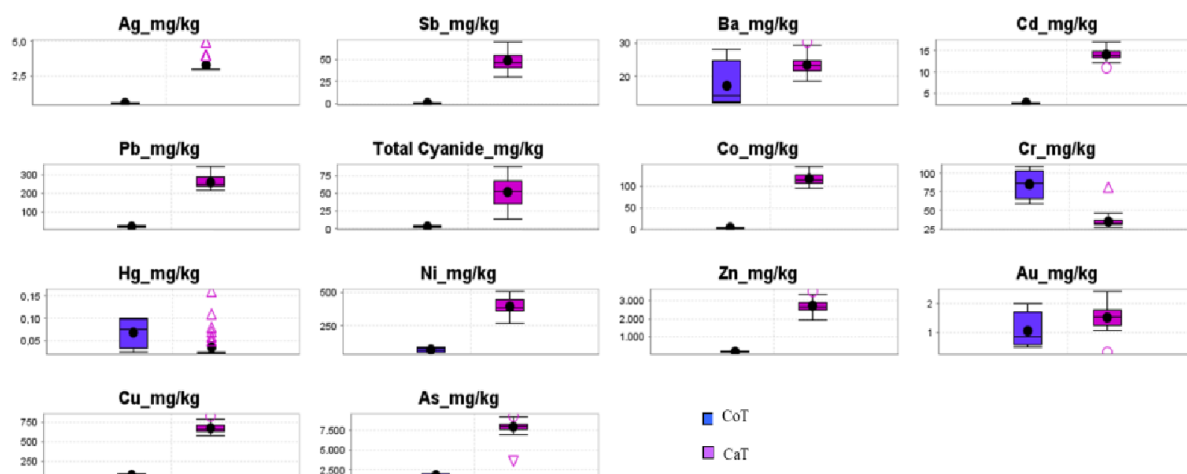 Ag_mg/kg
5,0
2,5
Sb_mg/kg
50
0
Ba_mg/kg
30
20
Cd_mg/kg
15
10
5
Pb_mg/kg
300
200
100
Total Cyanide_mg/kg
75
50
25
0
Co_mg/kg
100
50
0
Cr_mg/kg
100
75
50
25
Hg_mg/kg
0,15
0,10
0,05
Ni_mg/kg
500
250
Zn_mg/kg
3.000
2.000
1.000
Au_mg/kg
2
1
Cu_mg/kg
750
500
250
As_mg/kg
7,500
5.000
2.500
CoT
CaT